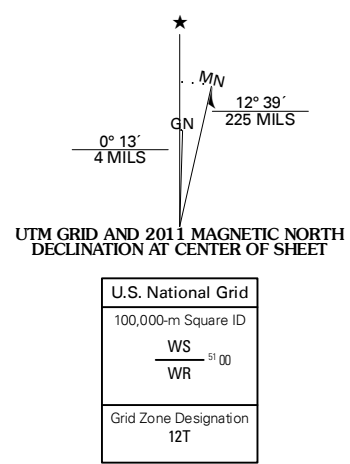 ★
MN
GN
12° 39´
225 MILS
0° 13´
4 MILS
UTM GRID AND 2011 MAGNETIC NORTH
DECLINATION AT CENTER OF SHEET
U.S. National Grid
100,000-m Square ID
WS
51 00
WR
Grid Zone Designation
12T